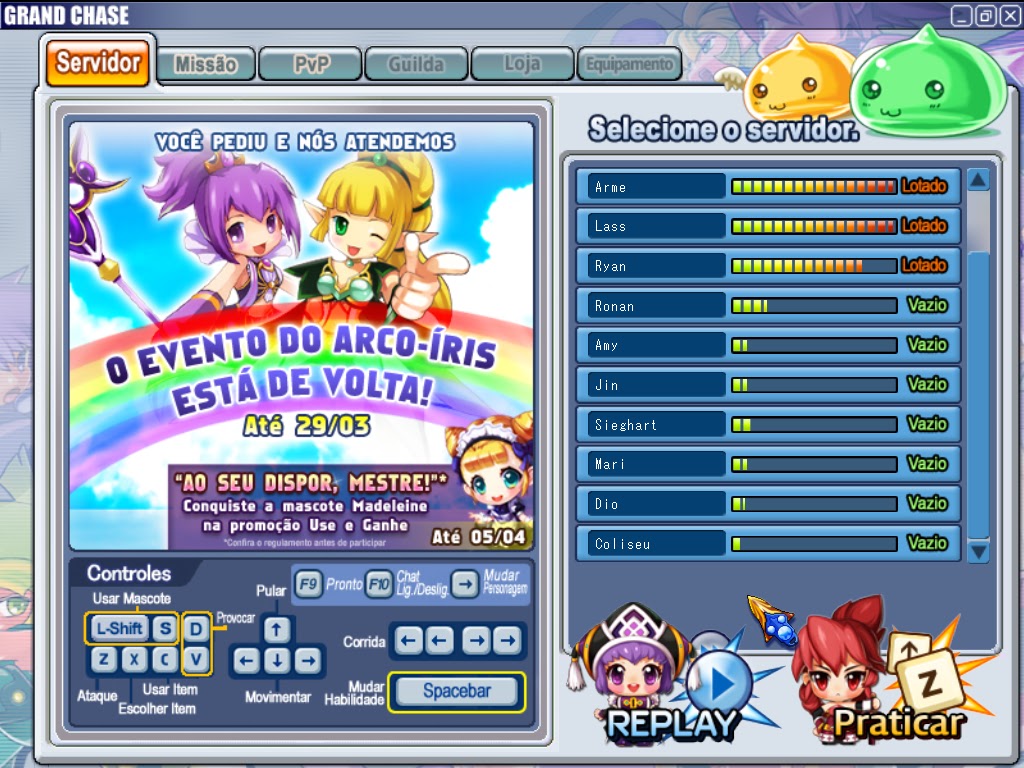 GRAND CHASE
Servidor
Missão
PvP
Guilda
Loja
Equipamento
VOCÊ PEDIU E NÓS ATENDEMOS
O EVENTO DO ARCO-ÍRIS
ESTÁ DE VOLTA!
Até 29/03
"AO SEU DISPOR, MESTRE!"*
Conquiste a mascote Madeleine
na promoção Use e Ganhe
*Confira o regulamento antes de participar
Até 05/04
Selecione o servidor.
Arme Lotado
Lass Lotado
Ryan Lotado
Ronan Vazio
Amy Vazio
Jin Vazio
Sieghart Vazio
Mari Vazio
Dio Vazio
Coliseu Vazio
Controles
Usar Mascote
L-Shift S D
Z X C V
Provocar
Ataque
Usar Item
Escolher Item
Pular
↑
← ↓ →
Movimentar
F9 Pronto
F10 Chat
Lig./Deslig.
→ Mudar
Personagem
Corrida ← ← → →
Mudar
Habilidade
Spacebar
REPLAY
↑
Z
Praticar